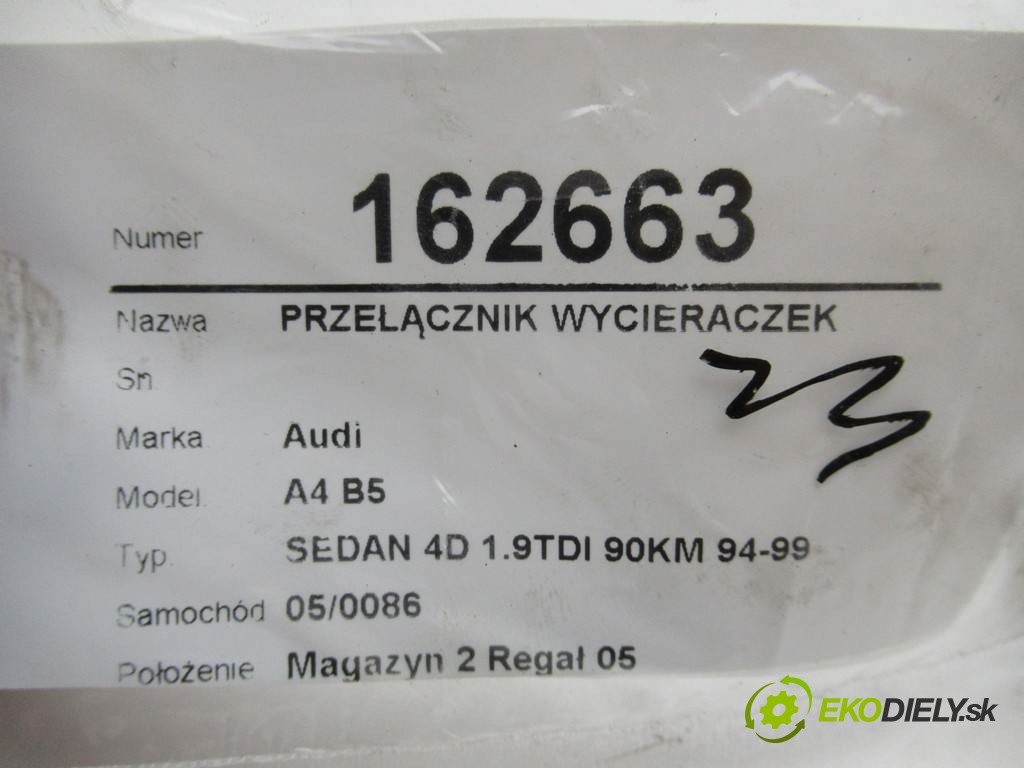 Numer 162663
Nazwa PRZEŁĄCZNIK WYCIERACZEK
Sn.
23
Marka Audi
Model. A4 B5
Typ. SEDAN 4D 1.9TDI 90KM 94-99
Samochód 05/0086
Położenie Magazyn 2 Regał 05
EKODIELY.sk